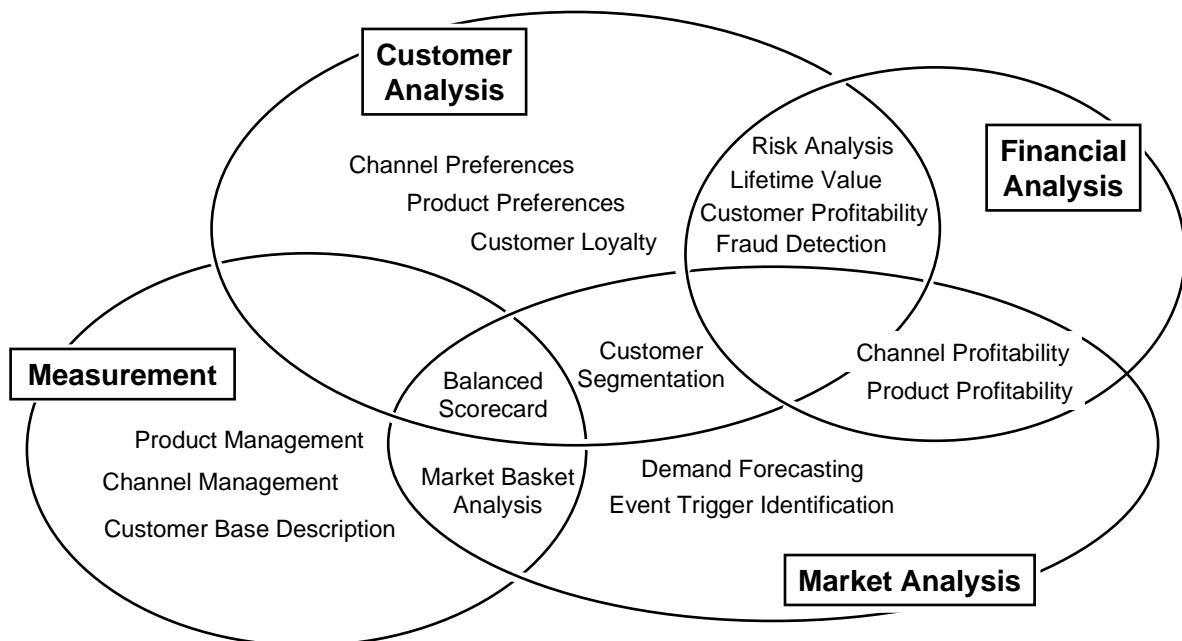 Customer
Analysis
Financial
Analysis
Risk Analysis
Lifetime Value
Customer Profitability
Fraud Detection
Channel Preferences
Product Preferences
Customer Loyalty
Measurement
Balanced
Scorecard
Customer
Segmentation
Channel Profitability
Product Profitability
Product Management
Channel Management
Customer Base Description
Market Basket
Analysis
Demand Forecasting
Event Trigger Identification
Market Analysis